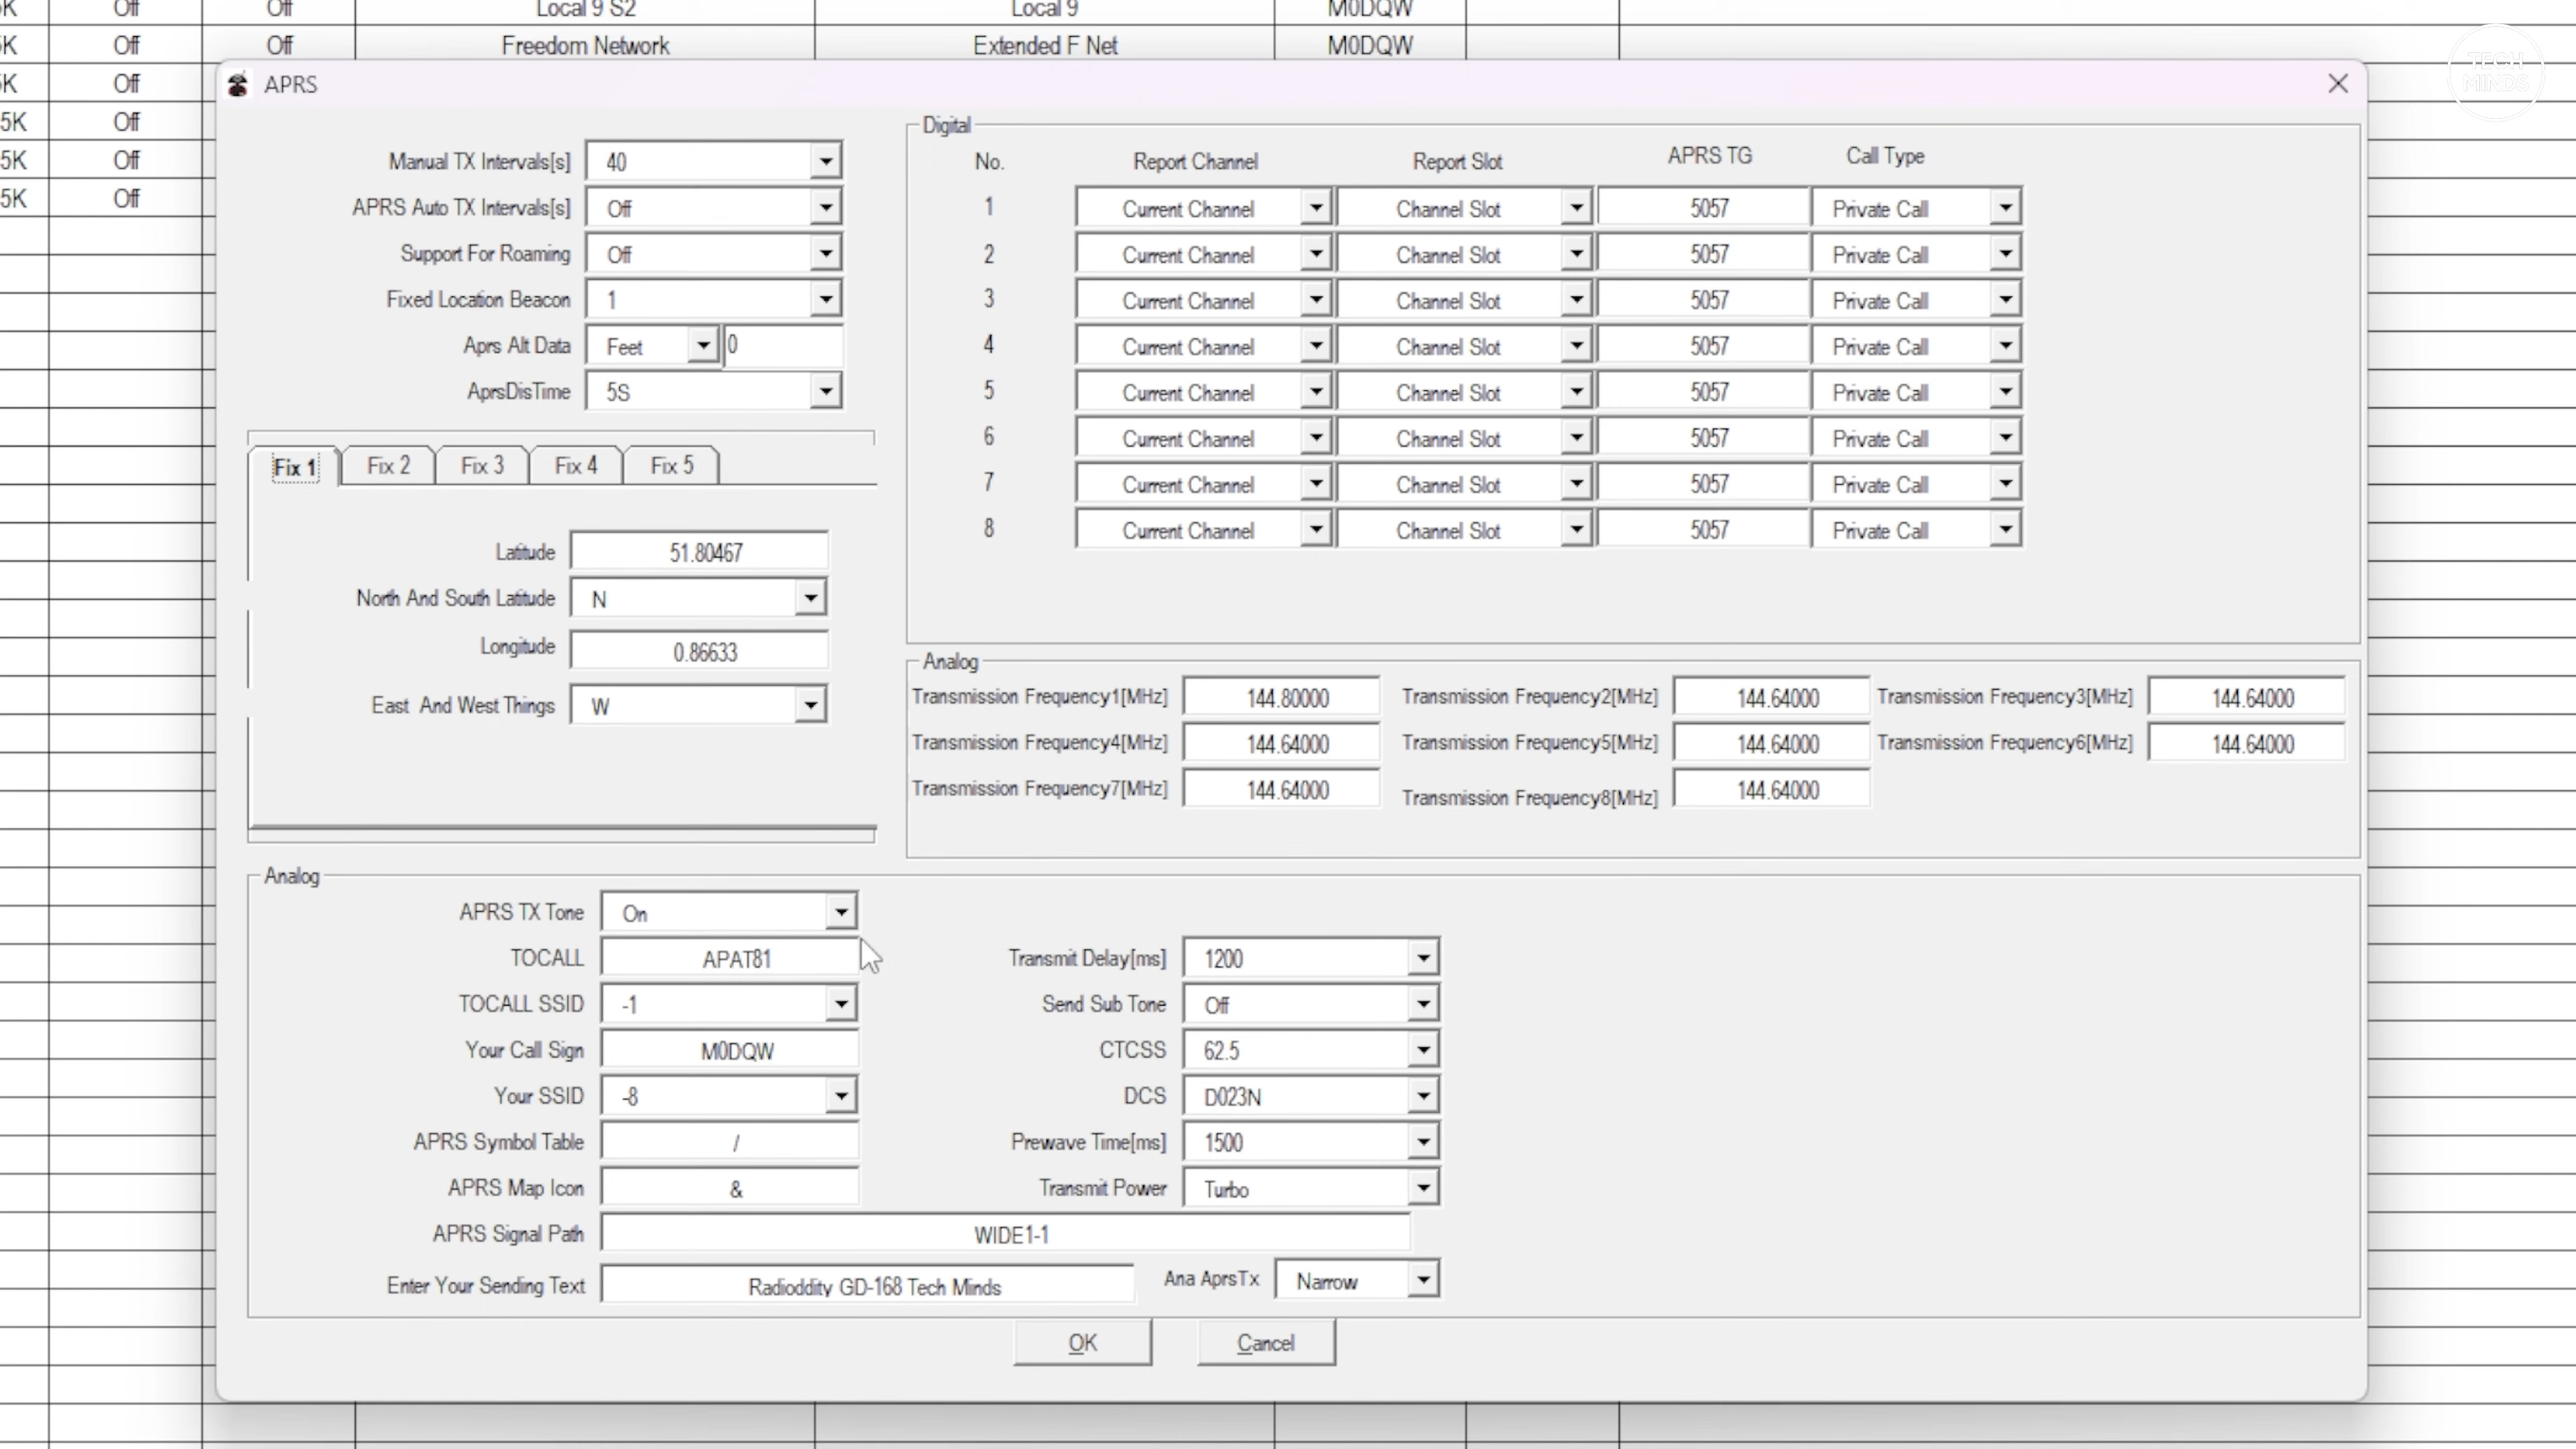 5K Off Off Local 9 S2 Local 9 M0DQW
5K Off Off Freedom Network Extended F Net M0DQW
5K Off
5K Off
5K Off
5K Off
TECH
MINDS
APRS
Manual TX Intervals[s] 40
APRS Auto TX Intervals[s] Off
Support For Roaming Off
Fixed Location Beacon 1
Aprs Alt Data Feet 0
AprsDisTime 5S
Fix 1 Fix 2 Fix 3 Fix 4 Fix 5
Latitude 51.80467
North And South Latitude N
Longitude 0.86633
East And West Things W
Digital
No. Report Channel Report Slot APRS TG Call Type
1 Current Channel Channel Slot 5057 Private Call
2 Current Channel Channel Slot 5057 Private Call
3 Current Channel Channel Slot 5057 Private Call
4 Current Channel Channel Slot 5057 Private Call
5 Current Channel Channel Slot 5057 Private Call
6 Current Channel Channel Slot 5057 Private Call
7 Current Channel Channel Slot 5057 Private Call
8 Current Channel Channel Slot 5057 Private Call
Analog
Transmission Frequency1[MHz] 144.80000 Transmission Frequency2[MHz] 144.64000 Transmission Frequency3[MHz] 144.64000
Transmission Frequency4[MHz] 144.64000 Transmission Frequency5[MHz] 144.64000 Transmission Frequency6[MHz] 144.64000
Transmission Frequency7[MHz] 144.64000 Transmission Frequency8[MHz] 144.64000
Analog
APRS TX Tone On
TOCALL APAT81 Transmit Delay[ms] 1200
TOCALL SSID -1 Send Sub Tone Off
Your Call Sign M0DQW CTCSS 62.5
Your SSID -8 DCS D023N
APRS Symbol Table / Prewave Time[ms] 1500
APRS Map Icon & Transmit Power Turbo
APRS Signal Path WIDE1-1
Enter Your Sending Text Radioddity GD-168 Tech Minds Ana AprsTx Narrow
OK Cancel